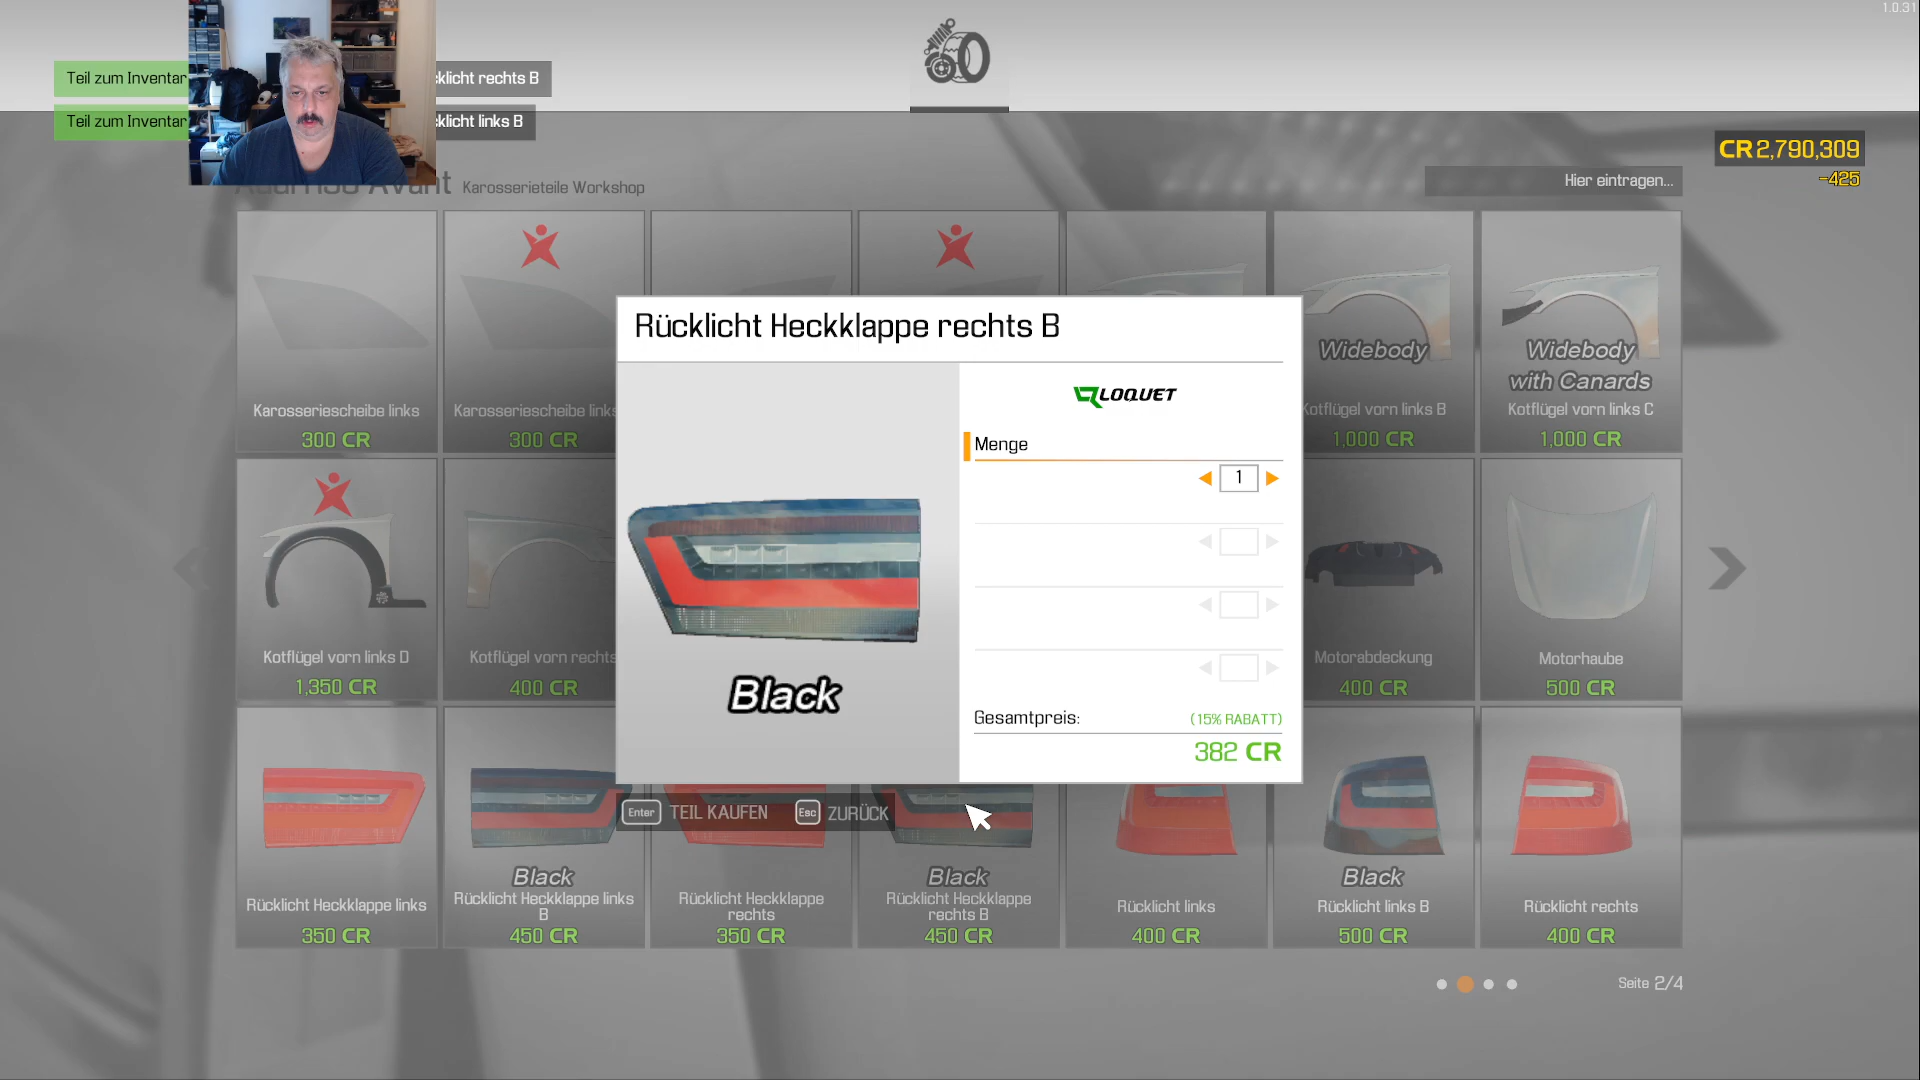 1.0.31
Teil zum Inventar
cklicht rechts B
Teil zum Inventar
cklicht links B
CR 2,790,309
-425
Avant Karosserieteile Workshop
Hier eintragen...
Karosseriescheibe links
300 CR
Karosseriescheibe links
300 CR
Widebody
Kotflügel vorn links B
1,000 CR
Widebody
with Canards
Kotflügel vorn links C
1,000 CR
Rücklicht Heckklappe rechts B
LOQUET
Menge
1
Black
Gesamtpreis:
(15% RABATT)
382 CR
Enter TEIL KAUFEN Esc ZURÜCK
Kotflügel vorn links D
1,350 CR
Kotflügel vorn rechts
400 CR
Motorabdeckung
400 CR
Motorhaube
500 CR
Rücklicht Heckklappe links
350 CR
Black
Rücklicht Heckklappe links
B
450 CR
Rücklicht Heckklappe
rechts
350 CR
Black
Rücklicht Heckklappe
rechts B
450 CR
Rücklicht links
400 CR
Black
Rücklicht links B
500 CR
Rücklicht rechts
400 CR
Seite 2/4